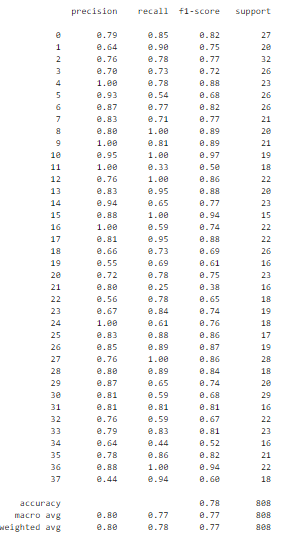 precision recall f1-score support
0 0.79 0.85 0.82 27
1 0.64 0.90 0.75 20
2 0.76 0.78 0.77 32
3 0.70 0.73 0.72 26
4 1.00 0.78 0.88 23
5 0.93 0.54 0.68 26
6 0.87 0.77 0.82 26
7 0.83 0.71 0.77 21
8 0.80 1.00 0.89 20
9 1.00 0.81 0.89 21
10 0.95 1.00 0.97 19
11 1.00 0.33 0.50 18
12 0.76 1.00 0.86 22
13 0.83 0.95 0.88 20
14 0.94 0.65 0.77 23
15 0.88 1.00 0.94 15
16 1.00 0.59 0.74 22
17 0.81 0.95 0.88 22
18 0.66 0.73 0.69 26
19 0.55 0.69 0.61 16
20 0.72 0.78 0.75 23
21 0.80 0.25 0.38 16
22 0.56 0.78 0.65 18
23 0.67 0.84 0.74 19
24 1.00 0.61 0.76 18
25 0.83 0.88 0.86 17
26 0.85 0.89 0.87 19
27 0.76 1.00 0.86 28
28 0.80 0.89 0.84 18
29 0.87 0.65 0.74 20
30 0.81 0.59 0.68 29
31 0.81 0.81 0.81 16
32 0.76 0.59 0.67 22
33 0.79 0.83 0.81 23
34 0.64 0.44 0.52 16
35 0.78 0.86 0.82 21
36 0.88 1.00 0.94 22
37 0.44 0.94 0.60 18
accuracy 0.78 808
macro avg 0.80 0.77 0.77 808
weighted avg 0.80 0.78 0.77 808